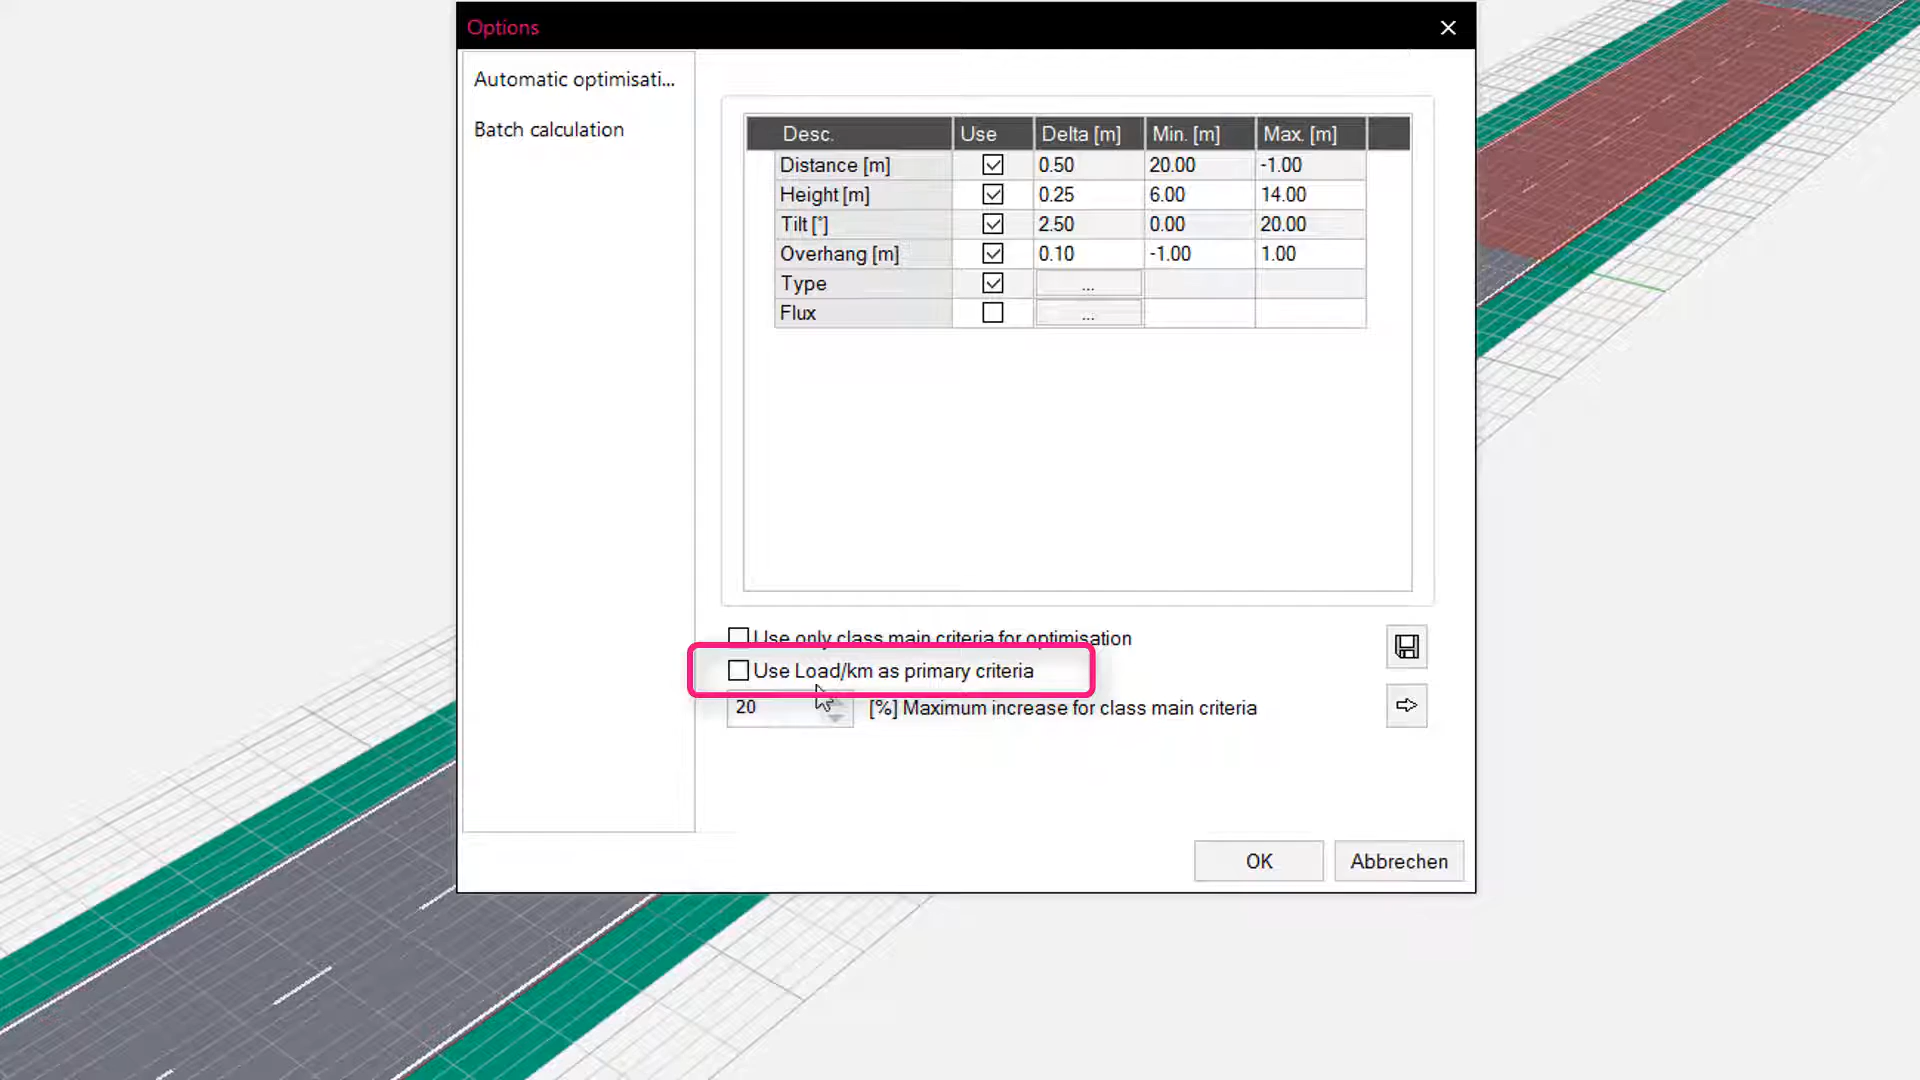 Options
Automatic optimisati...
Batch calculation
Desc. Use Delta [m] Min. [m] Max. [m]
Distance [m] 0.50 20.00 -1.00
Height [m] 0.25 6.00 14.00
Tilt [°] 2.50 0.00 20.00
Overhang [m] 0.10 -1.00 1.00
Type ...
Flux ...
Use only class main criteria for optimisation
Use Load/km as primary criteria
20 [%] Maximum increase for class main criteria
OK Abbrechen